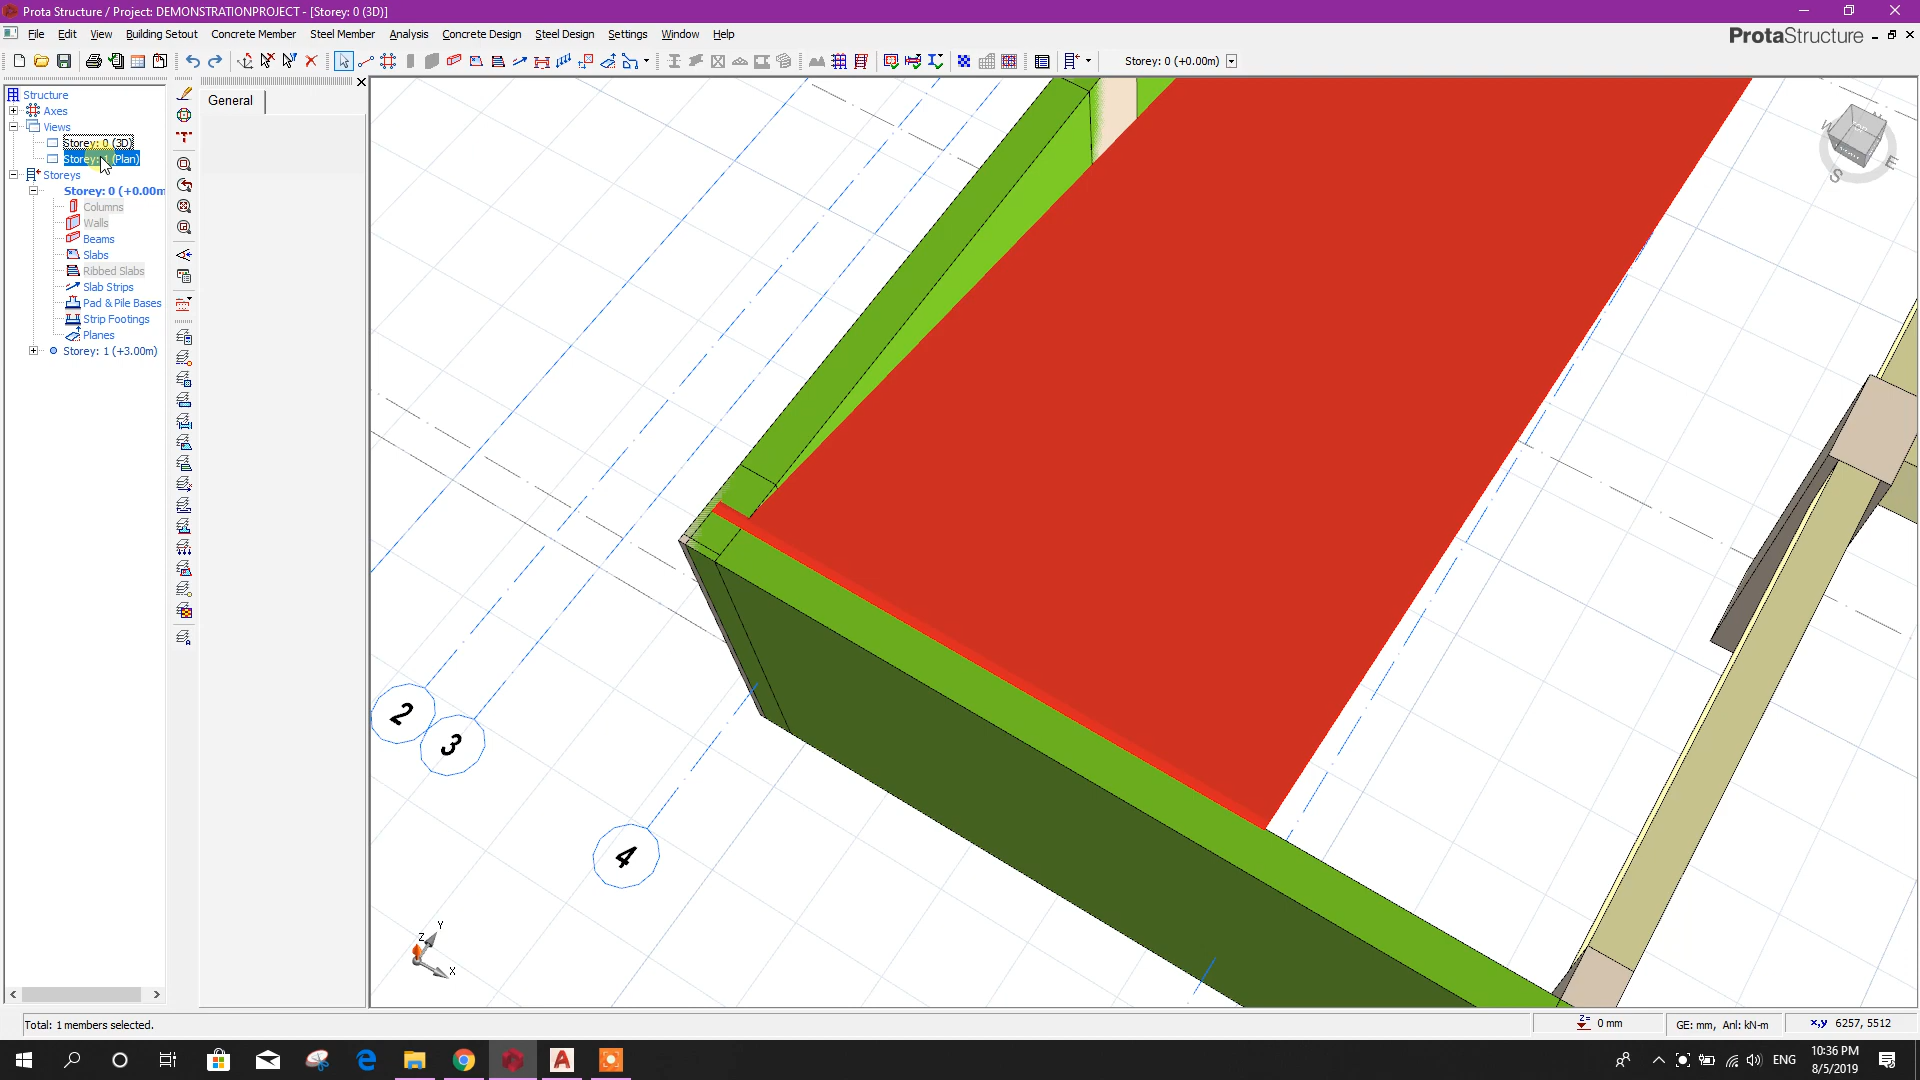 Prota Structure / Project: DEMONSTRATIONPROJECT - [Storey: 0 (3D)]
File Edit View Building Setout Concrete Member Steel Member Analysis Concrete Design Steel Design Settings Window Help
ProtaStructure
Storey: 0 (+0.00m)
General
Structure
Axes
Views
Storey: 0 (3D)
Storey: 1 (Plan)
Storeys
Storey: 0 (+0.00m
Columns
Walls
Beams
Slabs
Ribbed Slabs
Slab Strips
Pad & Pile Bases
Strip Footings
Planes
Storey: 1 (+3.00m)
W
E
S
2
3
4
Z
Y
X
Total: 1 members selected.
Z= 0 mm
GE: mm, Anl: kN-m
x,y 6257, 5512
ENG
10:36 PM
8/5/2019